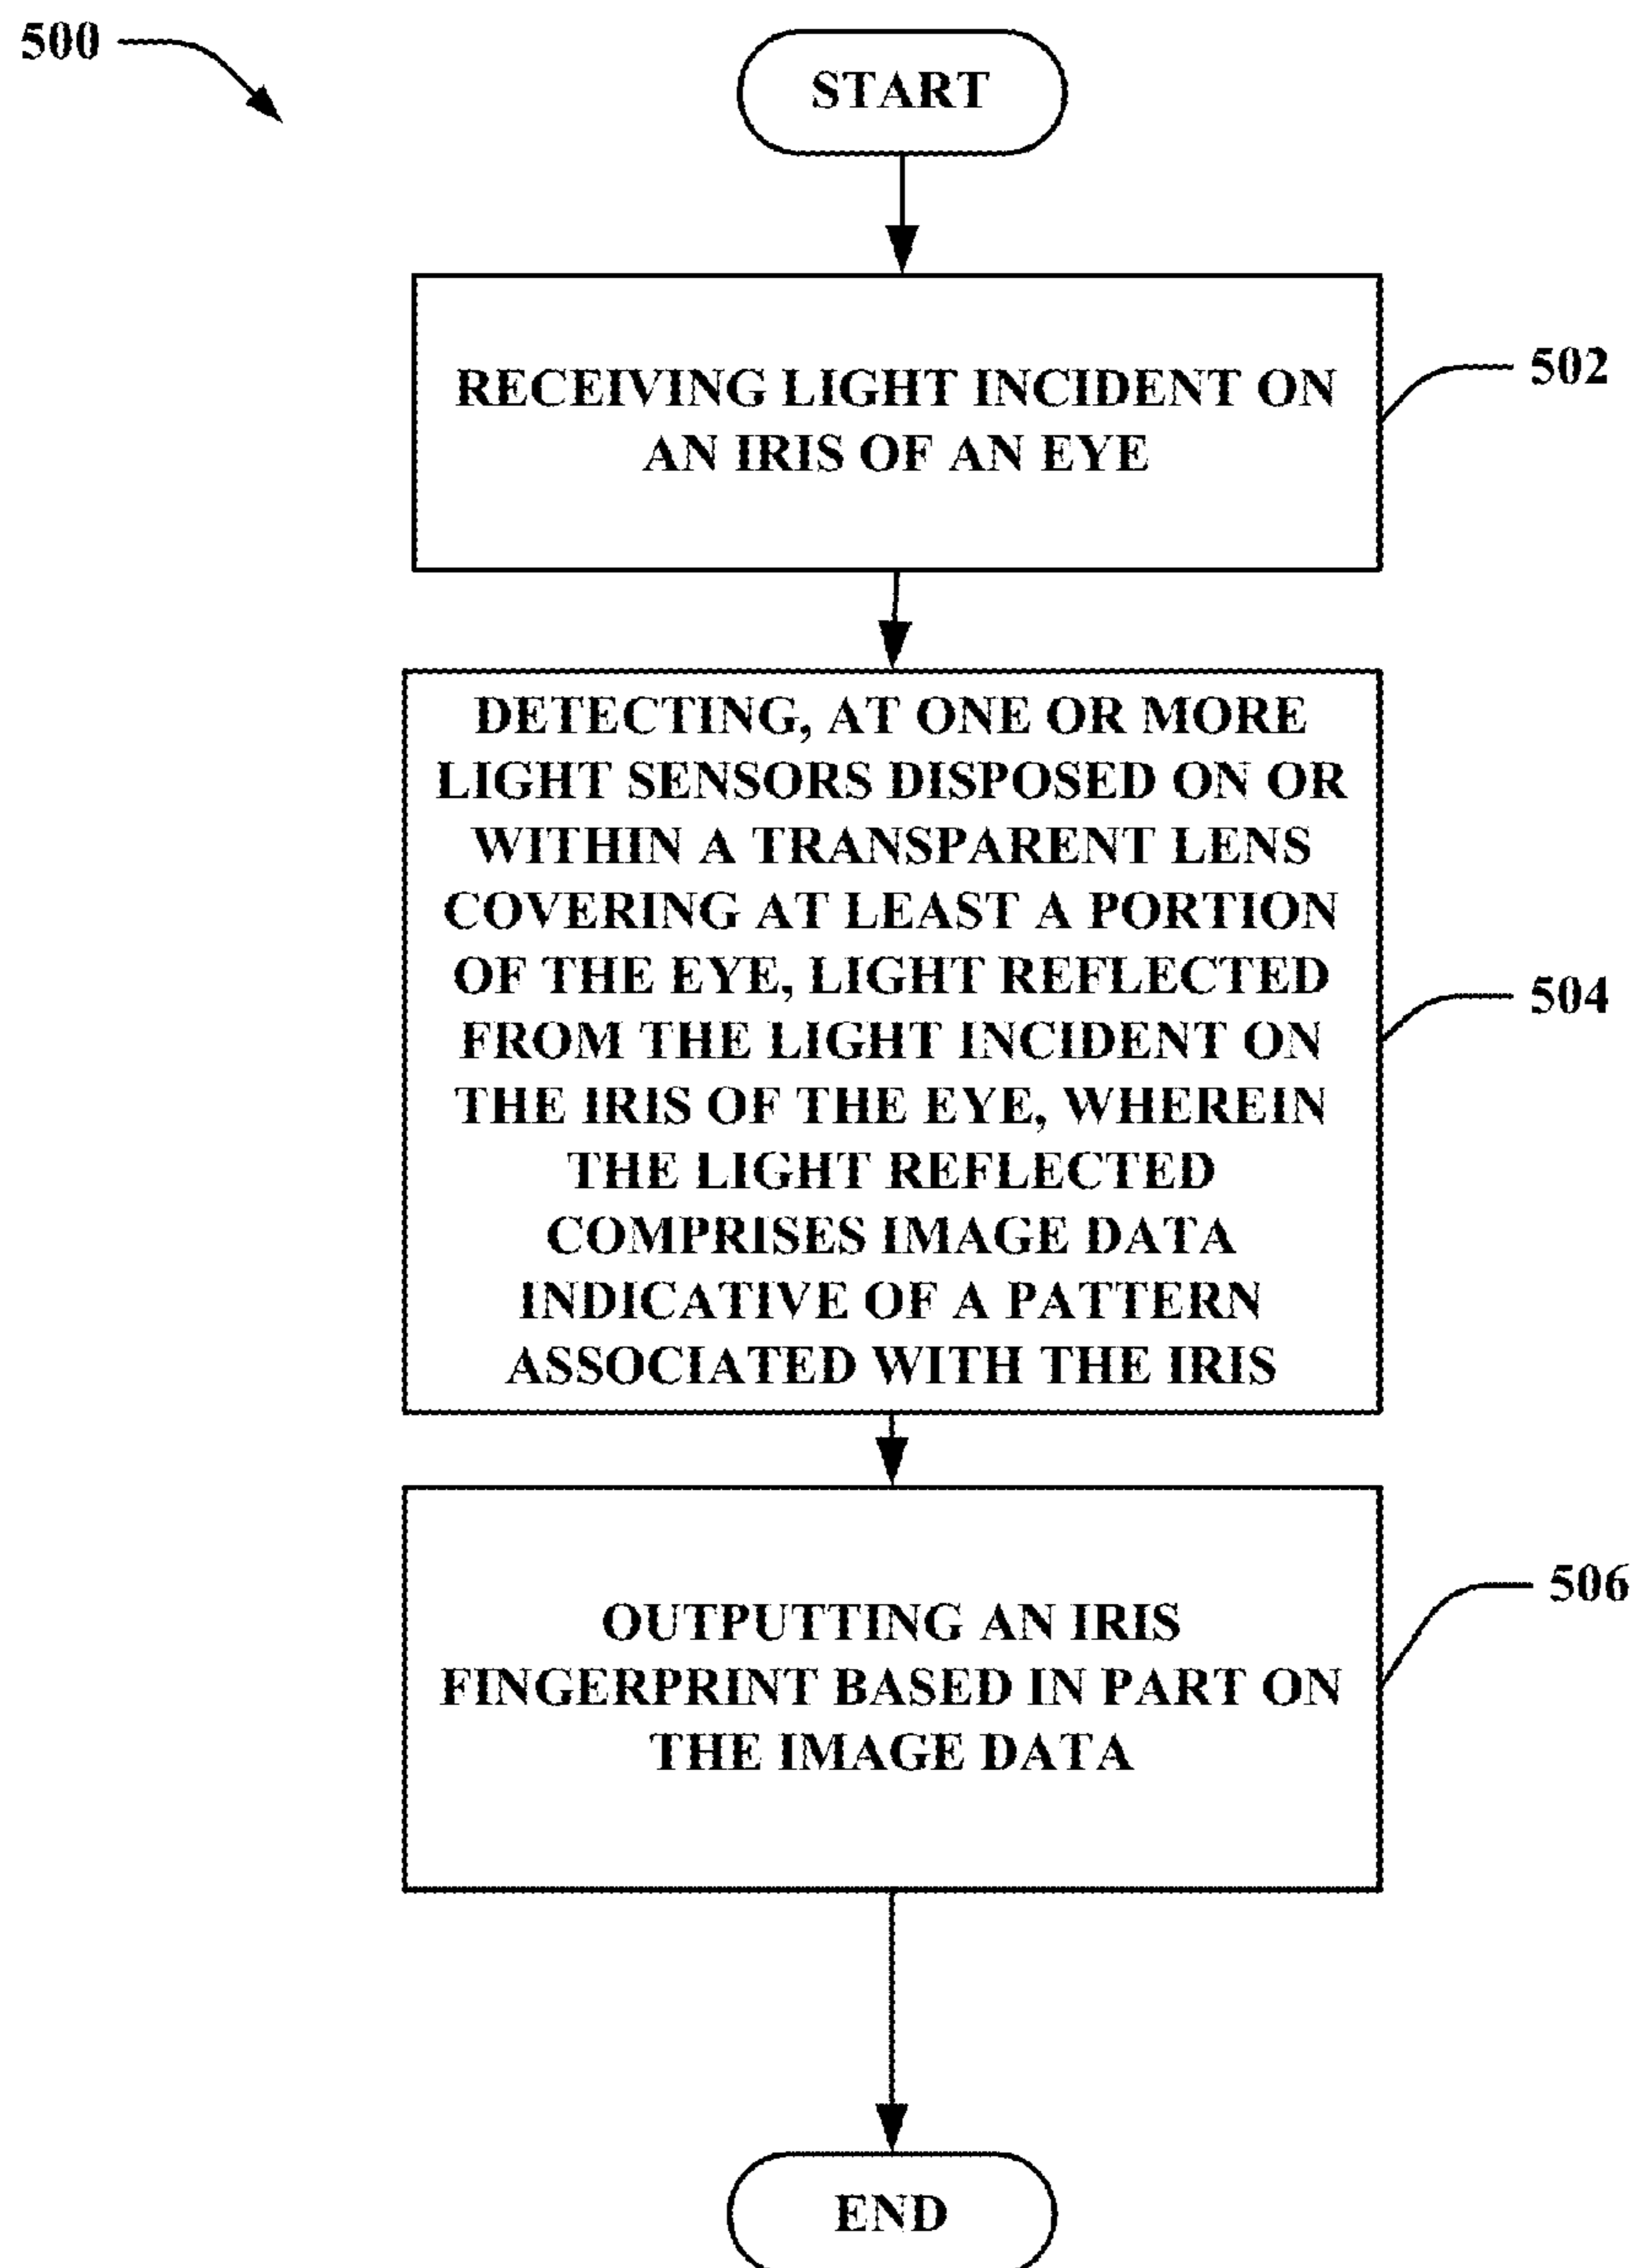 500
START
RECEIVING LIGHT INCIDENT ON
AN IRIS OF AN EYE
502
DETECTING, AT ONE OR MORE
LIGHT SENSORS DISPOSED ON OR
WITHIN A TRANSPARENT LENS
COVERING AT LEAST A PORTION
OF THE EYE, LIGHT REFLECTED
FROM THE LIGHT INCIDENT ON
THE IRIS OF THE EYE, WHEREIN
THE LIGHT REFLECTED
COMPRISES IMAGE DATA
INDICATIVE OF A PATTERN
ASSOCIATED WITH THE IRIS
504
OUTPUTTING AN IRIS
FINGERPRINT BASED IN PART ON
THE IMAGE DATA
506
END